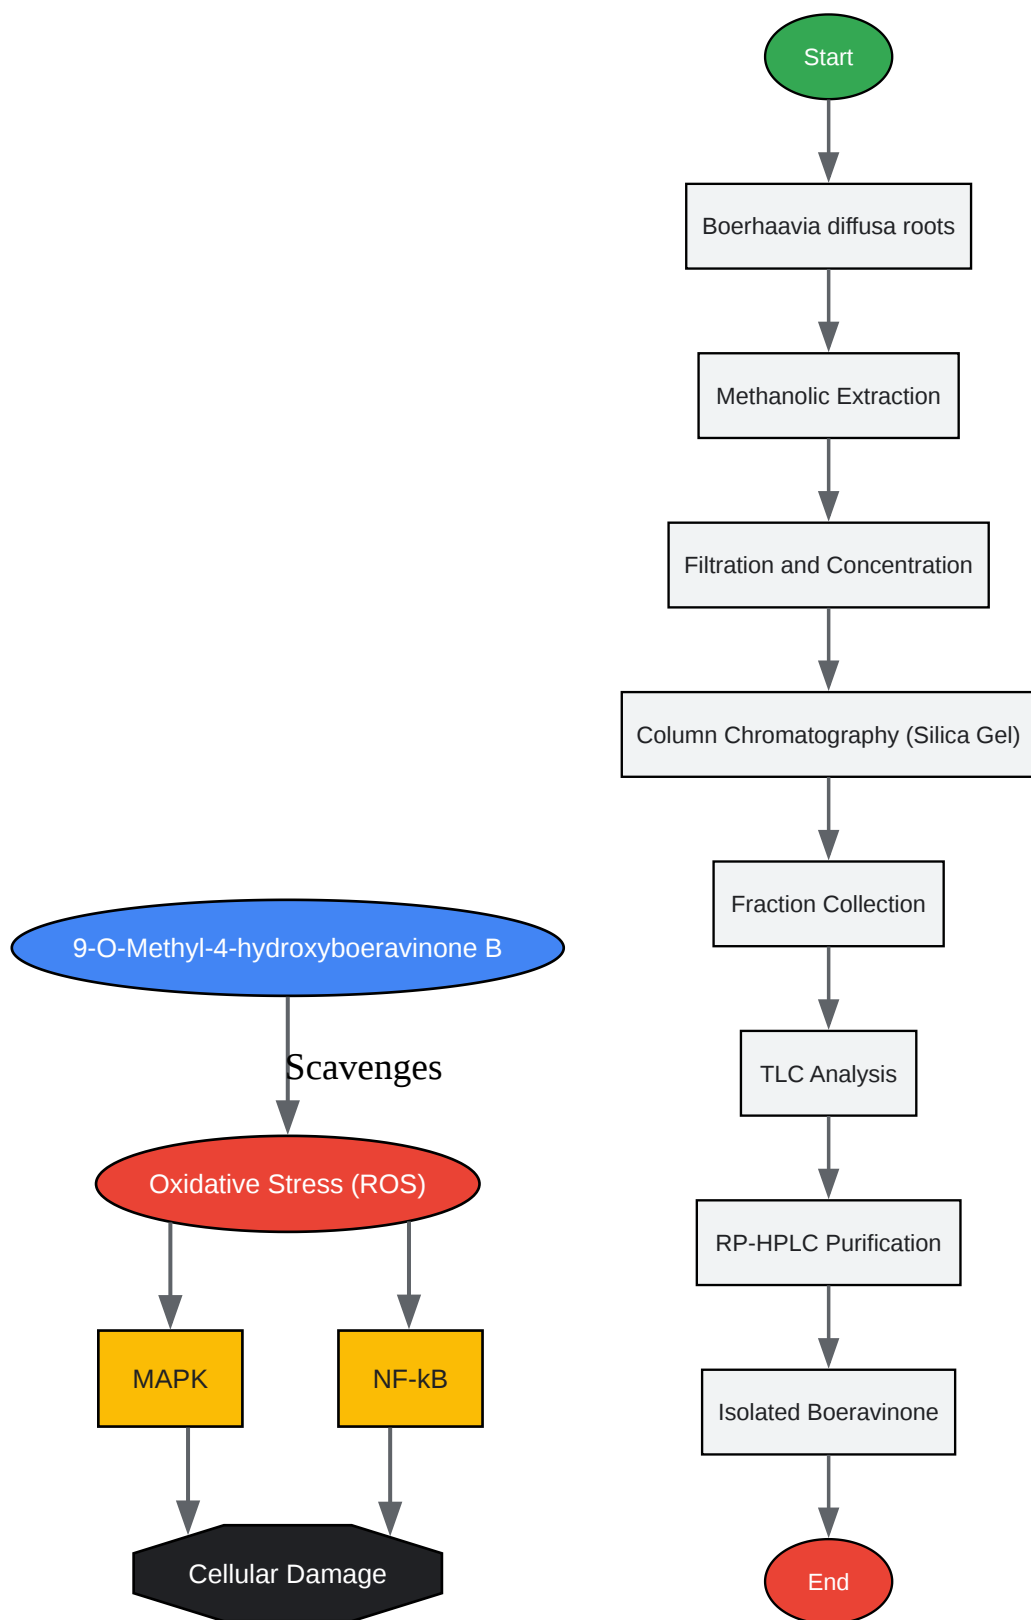 Start
Boerhaavia diffusa roots
Methanolic Extraction
Filtration and Concentration
Column Chromatography (Silica Gel)
Fraction Collection
TLC Analysis
RP-HPLC Purification
Isolated Boeravinone
End
9-O-Methyl-4-hydroxyboeravinone B
Scavenges
Oxidative Stress (ROS)
MAPK
NF-kB
Cellular Damage